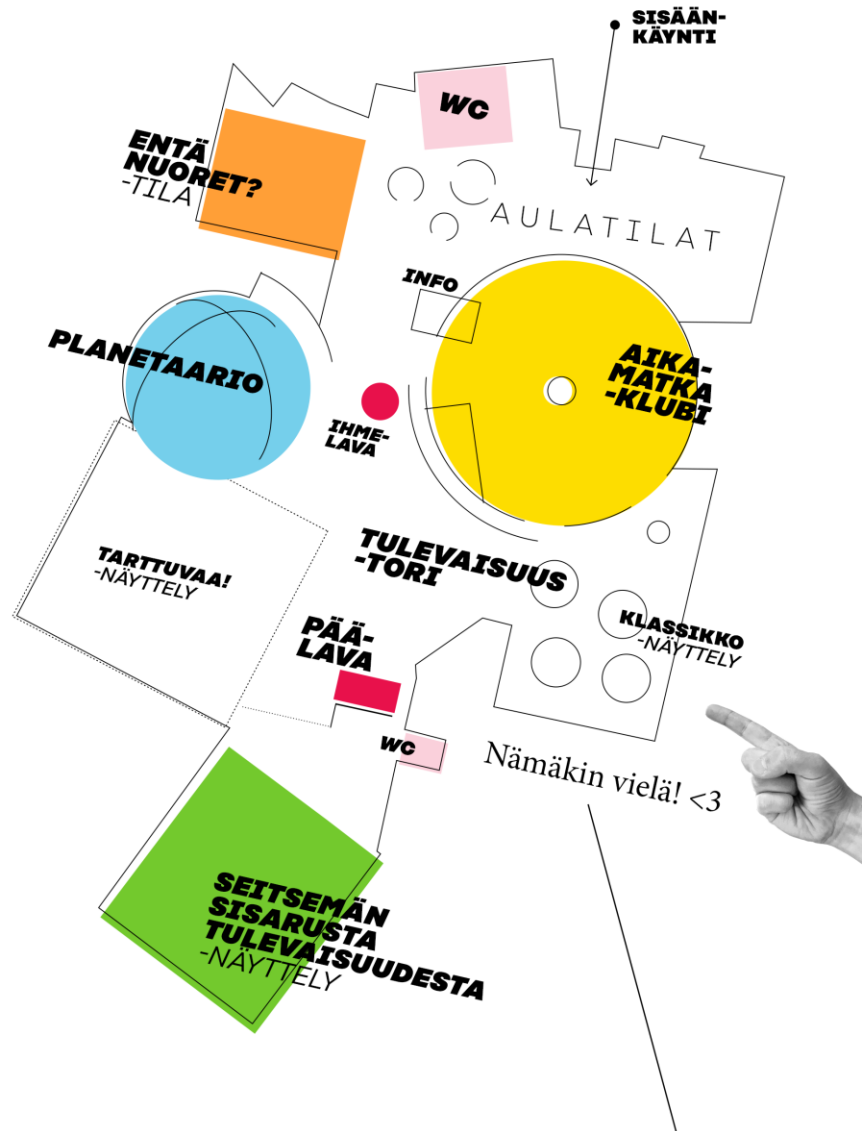 SISÄÄN-
KÄYNTI
WC
ENTÄ
NUORET?
-TILA
AULATILAT
INFO
PLANETAARIO
AIKA-
MATKA
-KLUBI
IHME-
LAVA
TULEVAISUUS
-TORI
TARTTUVAA!
-NÄYTTELY
KLASSIKKO
-NÄYTTELY
PÄÄ-
LAVA
WC
Nämäkin vielä! <3
SEITSEMÄN
SISARUSTA
TULEVAISUUDESTA
-NÄYTTELY